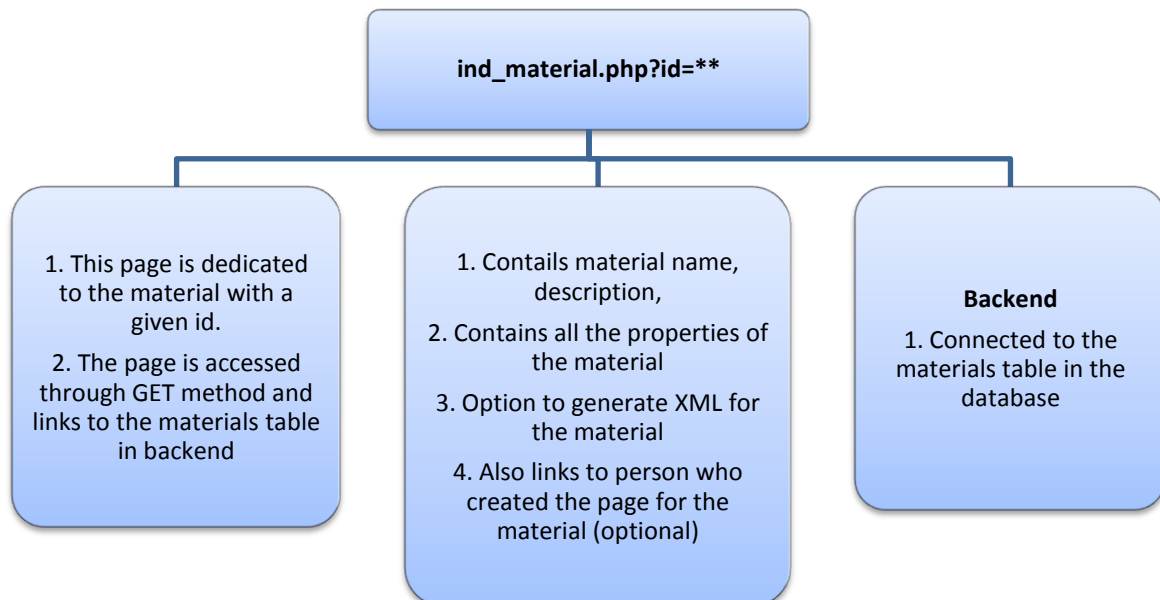 ind_material.php?id=**
1. This page is dedicated
to the material with a
given id.
2. The page is accessed
through GET method and
links to the materials table
in backend
1. Contails material name,
description,
2. Contains all the properties of
the material
3. Option to generate XML for
the material
4. Also links to person who
created the page for the
material (optional)
Backend
1. Connected to the
materials table in the
database